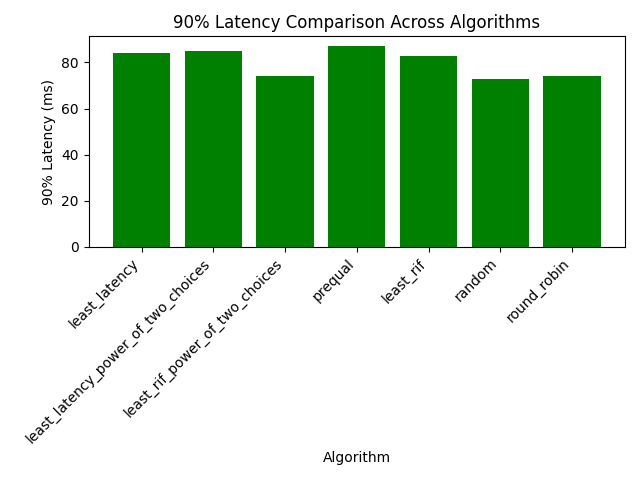 90% Latency Comparison Across Algorithms
90% Latency (ms)
80
60
40
20
0
least_latency
least_latency_power_of_two_choices
least_rif_power_of_two_choices
prequal
least_rif
random
round_robin
Algorithm